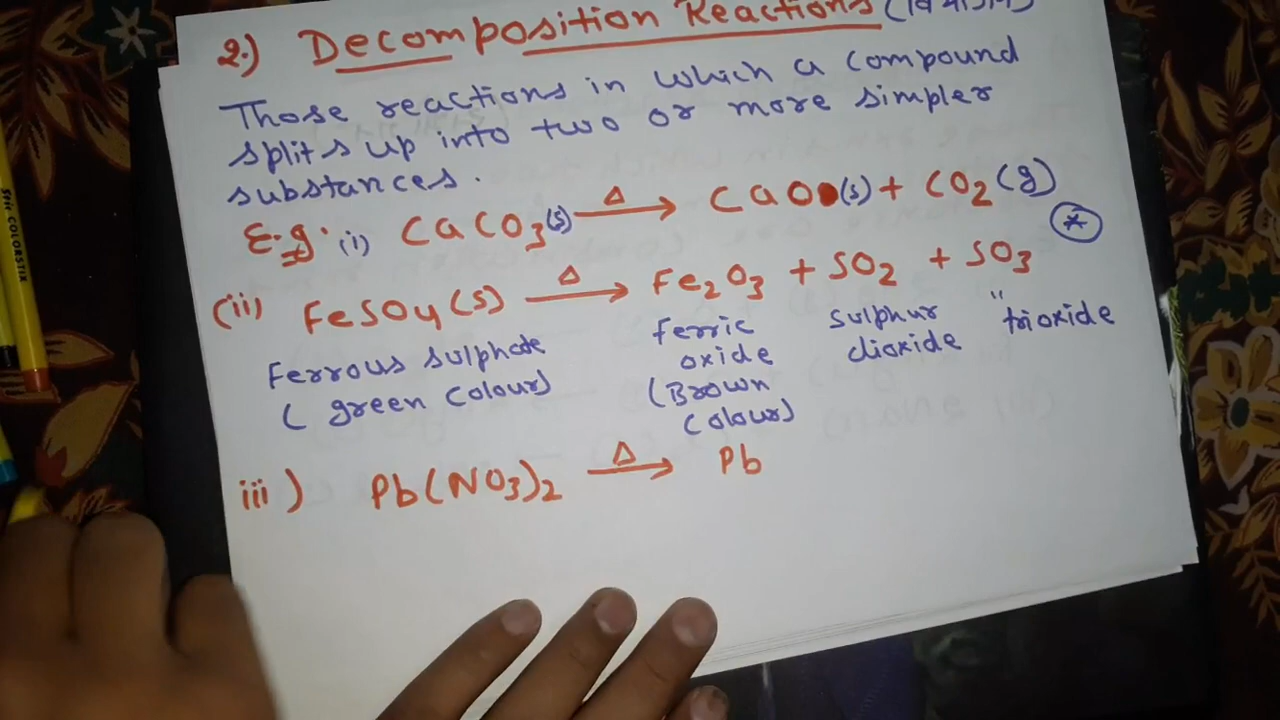 2.) Decomposition Reactions (
Those reactions in which a compound
splits up into two or more simpler
substances.
E.g. (i) CaCO₃(s) —Δ→ CaO(s) + CO₂(g)
(ii) FeSO₄(s) —Δ→ Fe₂O₃ + SO₂ + SO₃
Ferrous sulphate
(green colour)
Ferric
oxide
(Brown
colour)
sulphur
dioxide
" trioxide
iii) Pb(NO₃)₂ —Δ→ Pb
STIC COLORSTIX